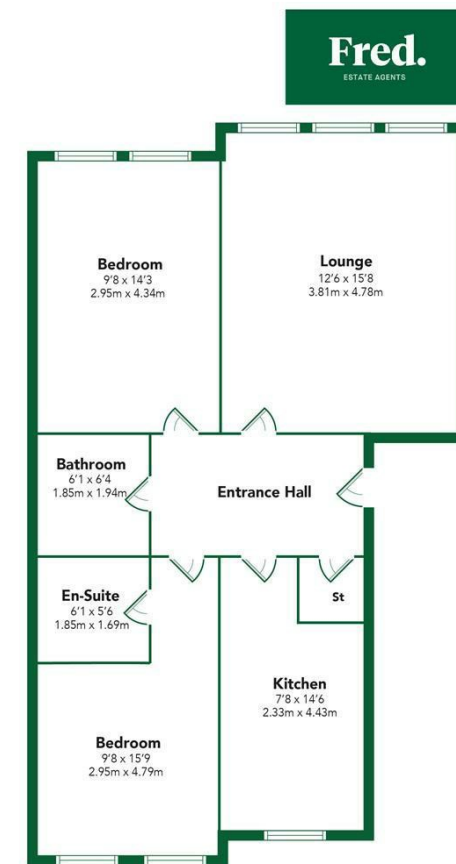 Fred.
ESTATE AGENTS
Bedroom
9'8 x 14'3
2.95m x 4.34m
Lounge
12'6 x 15'8
3.81m x 4.78m
Bathroom
6'1 x 6'4
1.85m x 1.94m
Entrance Hall
En-Suite
6'1 x 5'6
1.85m x 1.69m
St
Kitchen
7'8 x 14'6
2.33m x 4.43m
Bedroom
9'8 x 15'9
2.95m x 4.79m